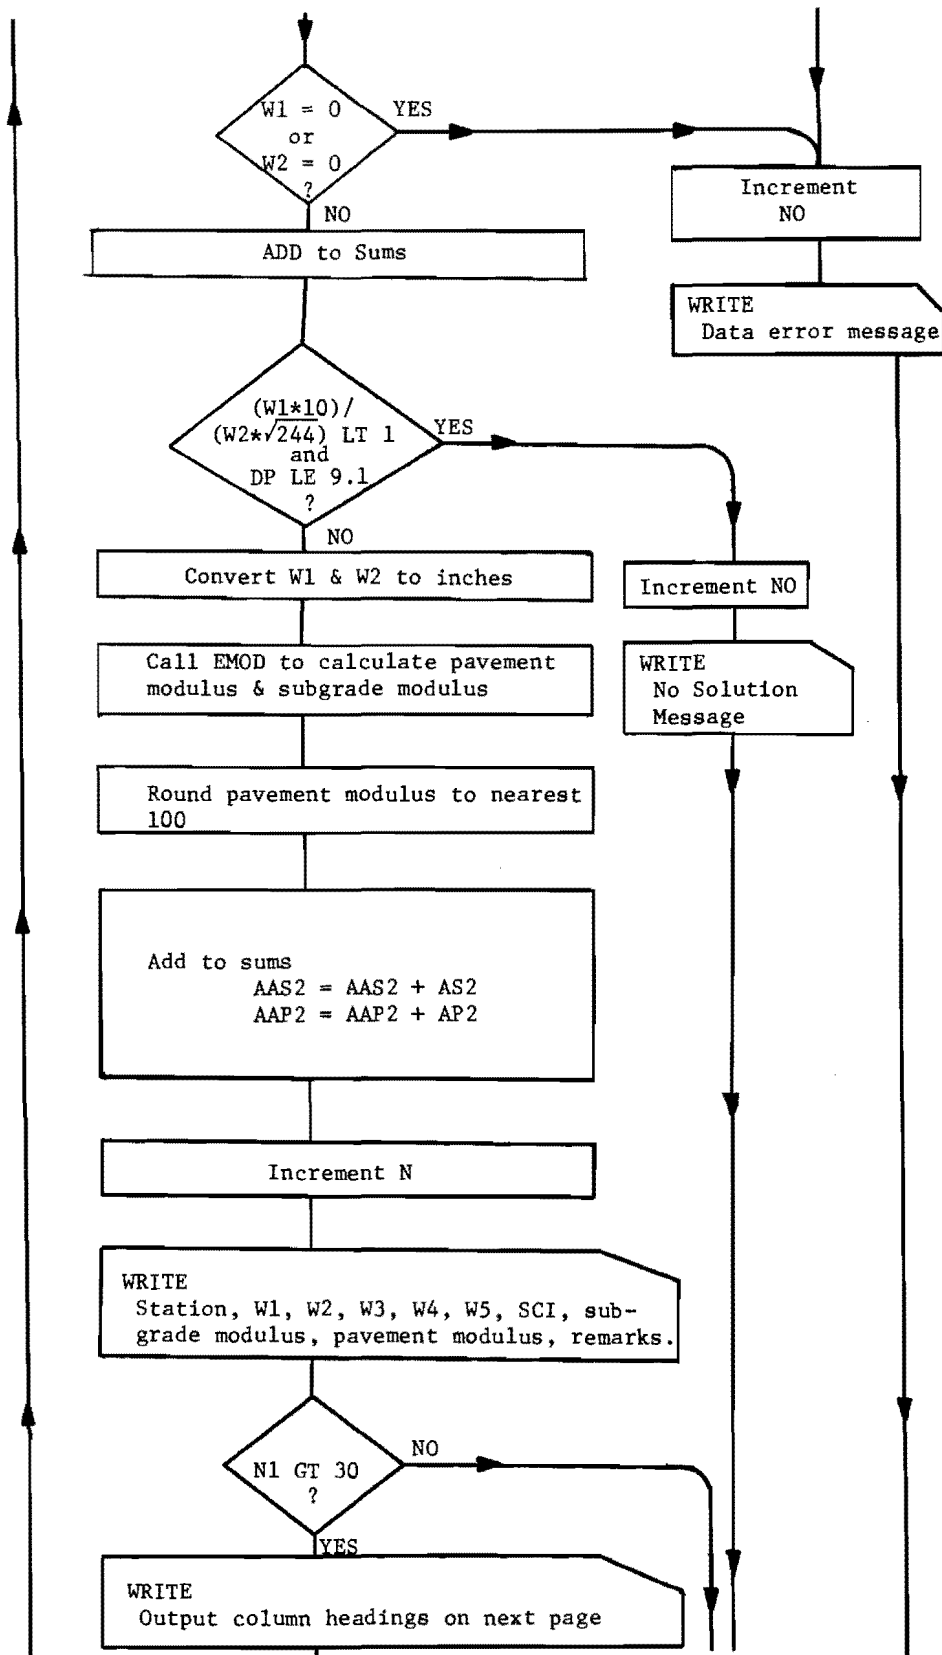 W1 = 0
or
W2 = 0
?
YES
NO
Increment
NO
ADD to Sums
WRITE
Data error message
(W1*10)/
(W2*√244) LT 1
and
DP LE 9.1
?
YES
NO
Convert W1 & W2 to inches
Increment NO
Call EMOD to calculate pavement
modulus & subgrade modulus
WRITE
No Solution
Message
Round pavement modulus to nearest
100
Add to sums
AAS2 = AAS2 + AS2
AAP2 = AAP2 + AP2
Increment N
WRITE
Station, W1, W2, W3, W4, W5, SCI, sub-
grade modulus, pavement modulus, remarks.
N1 GT 30
?
NO
YES
WRITE
Output column headings on next page